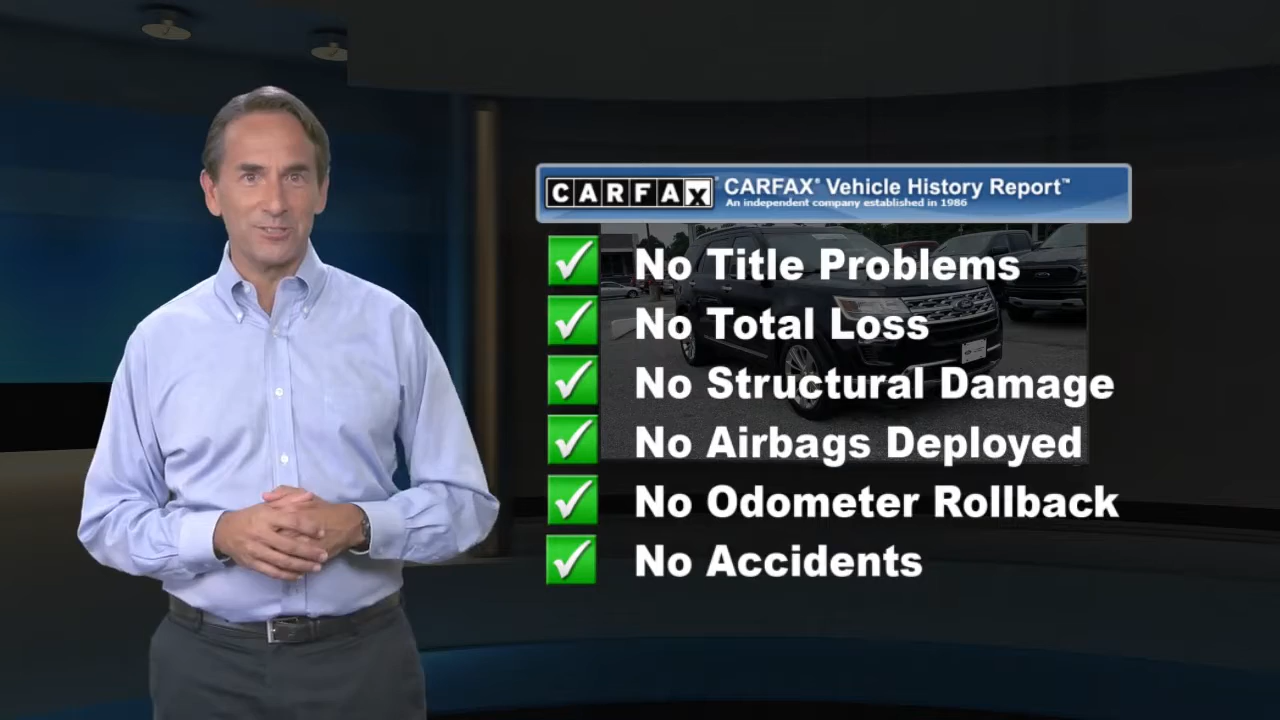 CARFAX
CARFAX® Vehicle History Report™
An independent company established in 1986
No Title Problems
No Total Loss
No Structural Damage
No Airbags Deployed
No Odometer Rollback
No Accidents